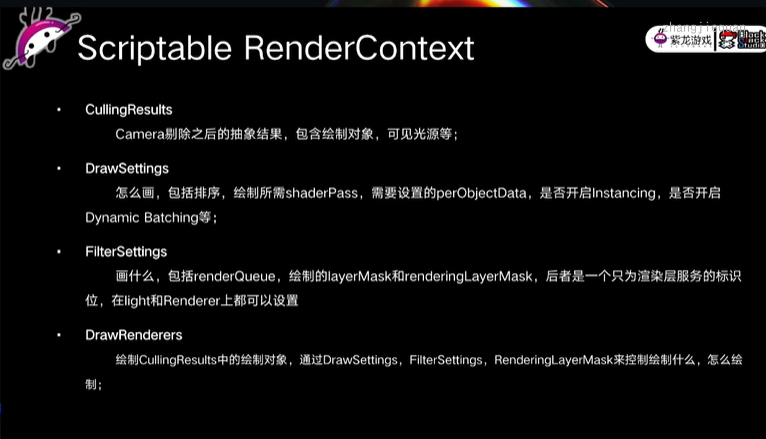 Scriptable RenderContext
紫龙游戏
• CullingResults
Camera剔除之后的抽象结果，包含绘制对象，可见光源等；
• DrawSettings
怎么画，包括排序，绘制所需shaderPass，需要设置的perObjectData，是否开启Instancing，是否开启
Dynamic Batching等；
• FilterSettings
画什么，包括renderQueue，绘制的layerMask和renderingLayerMask，后者是一个只为渲染层服务的标识
位，在light和Renderer上都可以设置
• DrawRenderers
绘制CullingResults中的绘制对象，通过DrawSettings，FilterSettings，RenderingLayerMask来控制绘制什么，怎么绘
制；